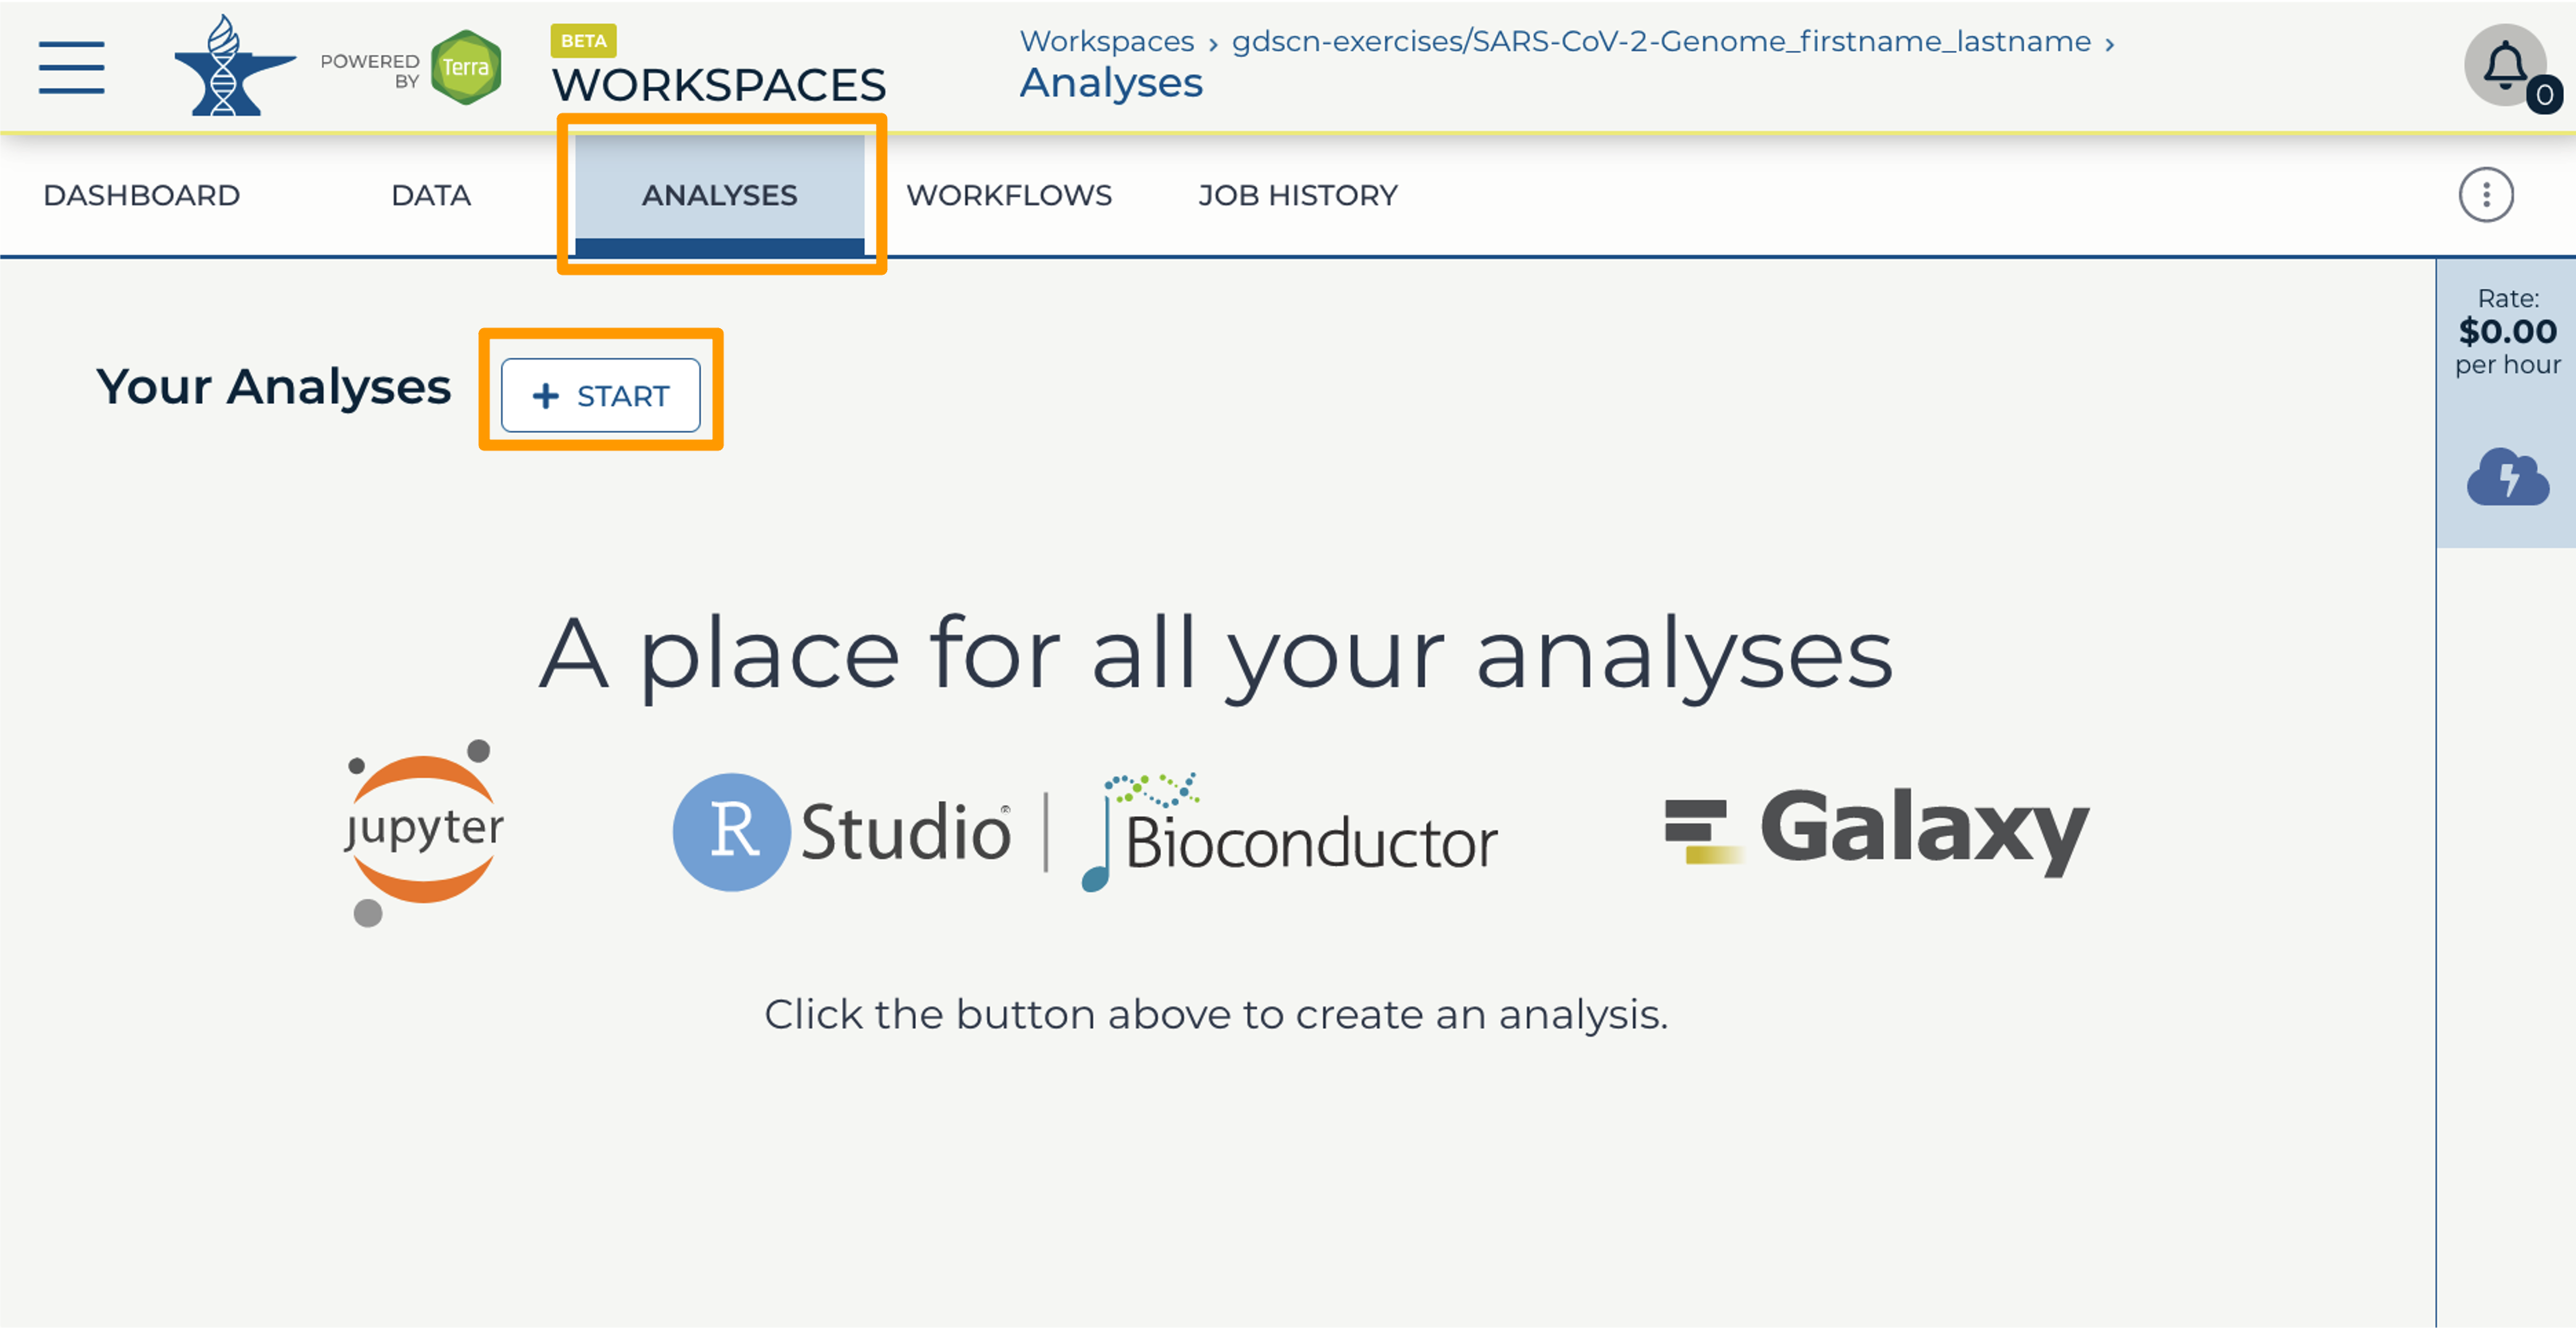 POWERED
BY
Terra
BETA
WORKSPACES
Workspaces › gdscn-exercises/SARS-CoV-2-Genome_firstname_lastname ›
Analyses
0
DASHBOARD DATA ANALYSES WORKFLOWS JOB HISTORY
Rate:
$0.00
per hour
Your Analyses + START
A place for all your analyses
jupyter R Studio® | Bioconductor Galaxy
Click the button above to create an analysis.